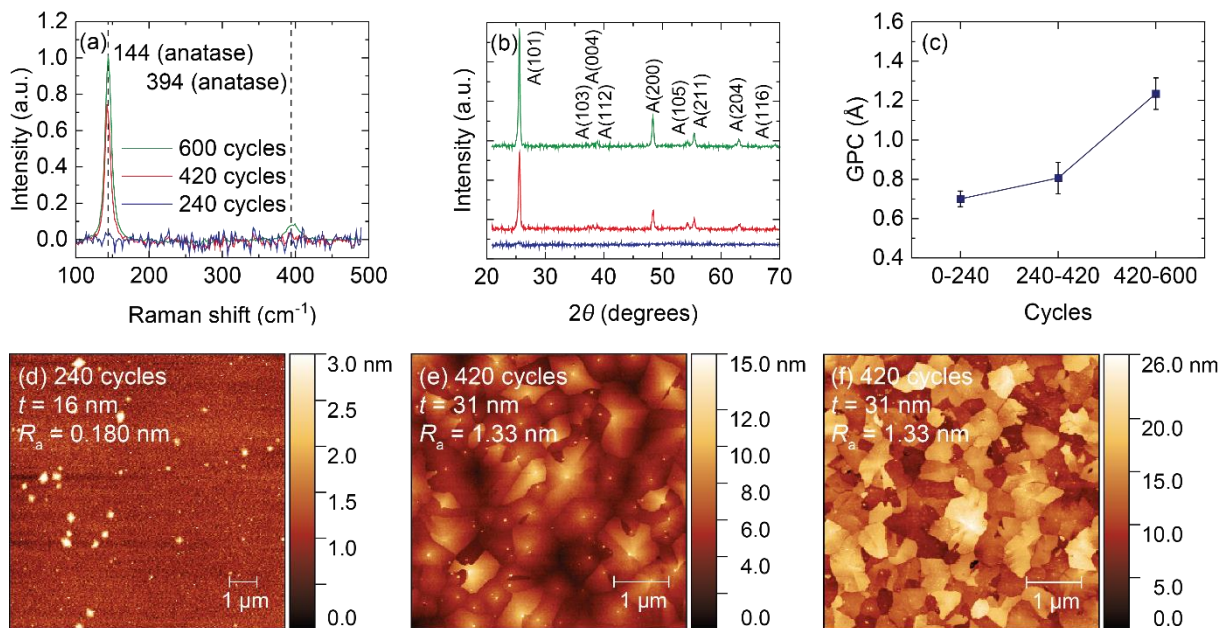 (a)
144 (anatase)
394 (anatase)
600 cycles
420 cycles
240 cycles
Intensity (a.u.)
1.2
1.0
0.8
0.6
0.4
0.2
0.0
100 200 300 400 500
Raman shift (cm⁻¹)
(b)
A(101)
A(103)
A(004)
A(112)
A(200)
A(105)
A(211)
A(204)
A(116)
Intensity (a.u.)
20 30 40 50 60 70
2θ (degrees)
(c)
GPC (Å)
1.6
1.4
1.2
1.0
0.8
0.6
0.4
0-240 240-420 420-600
Cycles
(d) 240 cycles
t = 16 nm
Rₐ = 0.180 nm
1 µm
3.0 nm
2.5
2.0
1.0
0.0
(e) 420 cycles
t = 31 nm
Rₐ = 1.33 nm
1 µm
15.0 nm
12.0
10.0
8.0
6.0
4.0
0.0
(f) 420 cycles
t = 31 nm
Rₐ = 1.33 nm
1 µm
26.0 nm
20.0
15.0
10.0
5.0
0.0